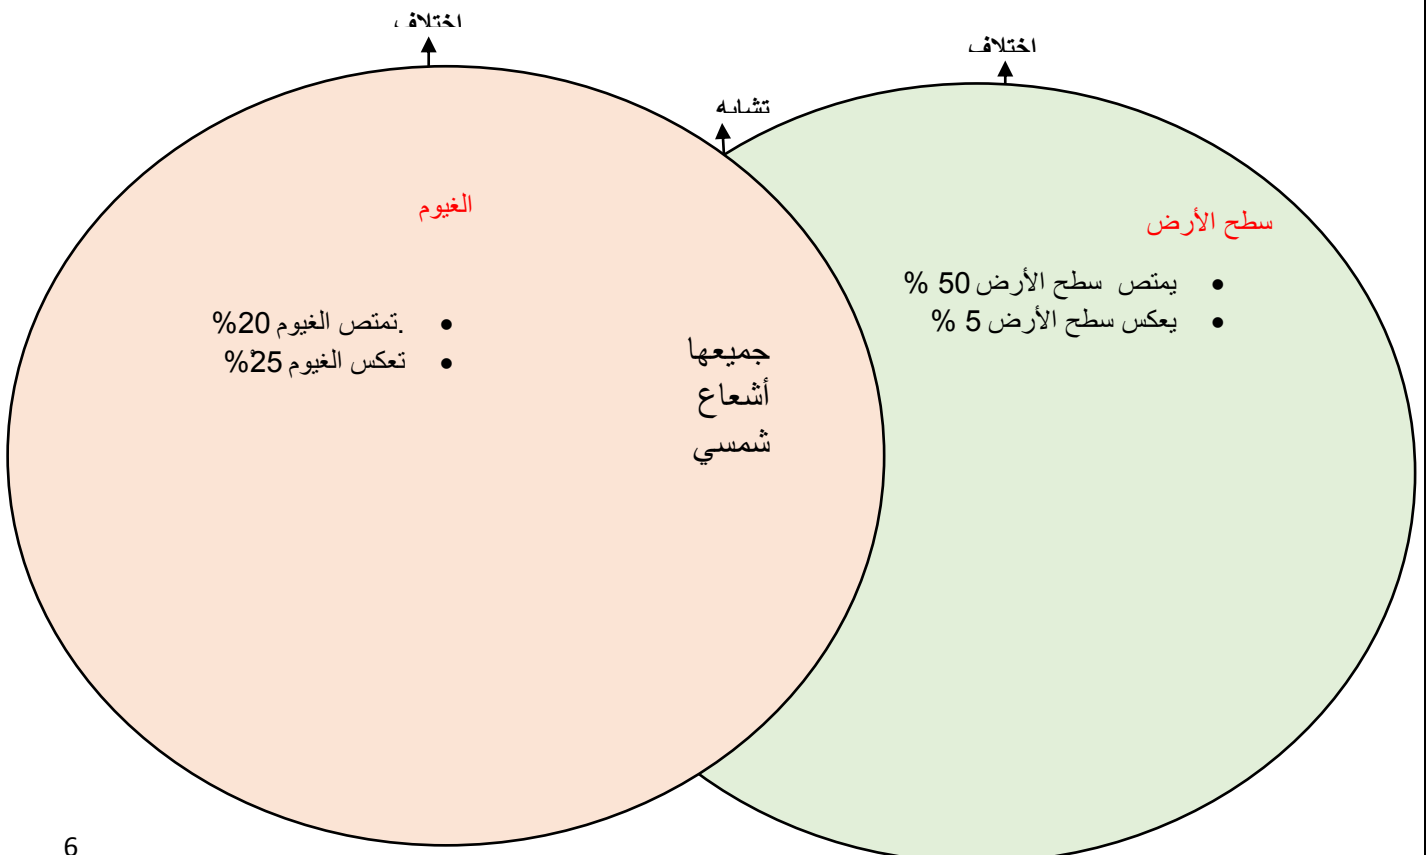 اختلاف
اختلاف
تشابه
سطح الأرض
• يمتص سطح الأرض 50 %
• يعكس سطح الأرض 5 %
الغيوم
• .تمتص الغيوم 20%
• تعكس الغيوم 25%
جميعها
أشعاع
شمسي
6